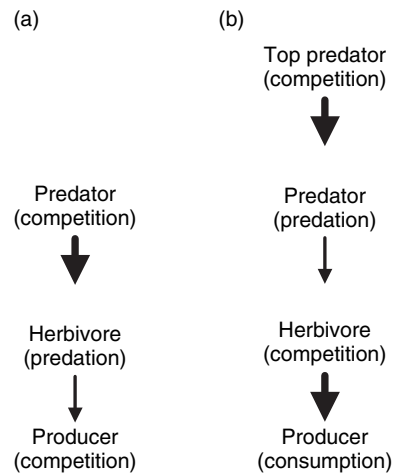 (a)
Predator
(competition)
Herbivore
(predation)
Producer
(competition)
(b)
Top predator
(competition)
Predator
(predation)
Herbivore
(competition)
Producer
(consumption)